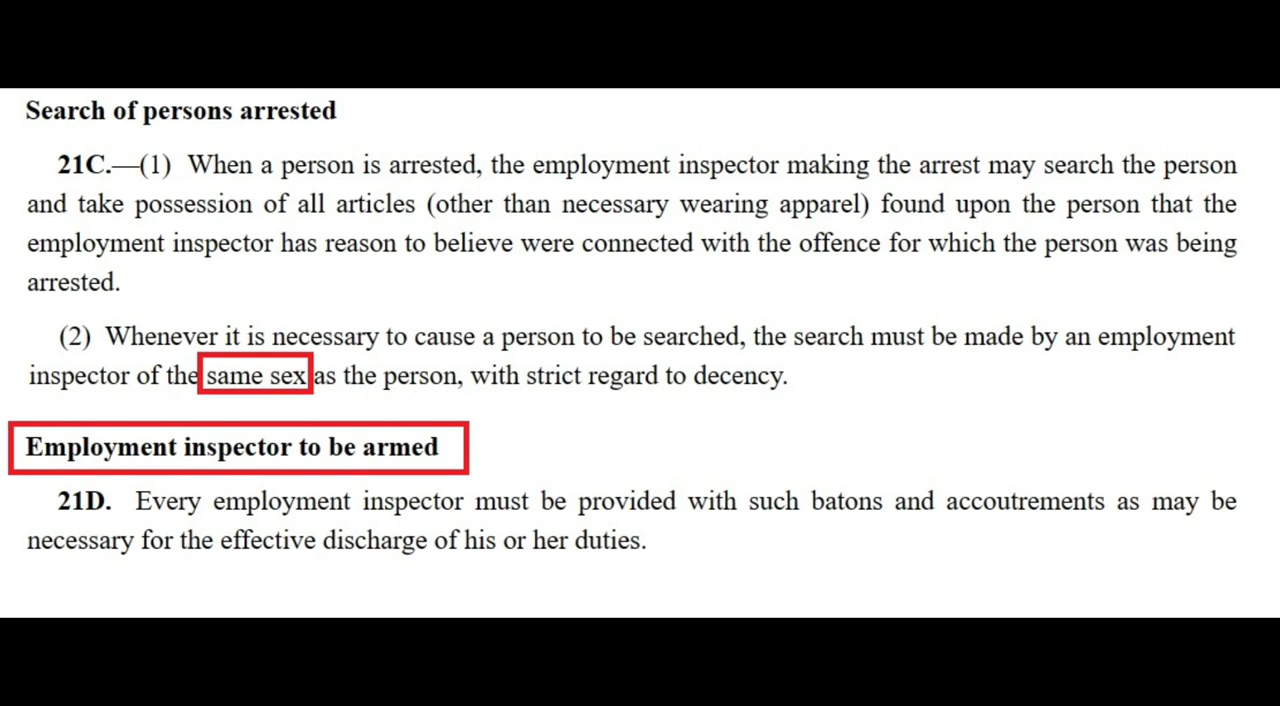 Search of persons arrested
21C.—(1) When a person is arrested, the employment inspector making the arrest may search the person
and take possession of all articles (other than necessary wearing apparel) found upon the person that the
employment inspector has reason to believe were connected with the offence for which the person was being
arrested.
(2) Whenever it is necessary to cause a person to be searched, the search must be made by an employment
inspector of the same sex as the person, with strict regard to decency.
Employment inspector to be armed
21D. Every employment inspector must be provided with such batons and accoutrements as may be
necessary for the effective discharge of his or her duties.